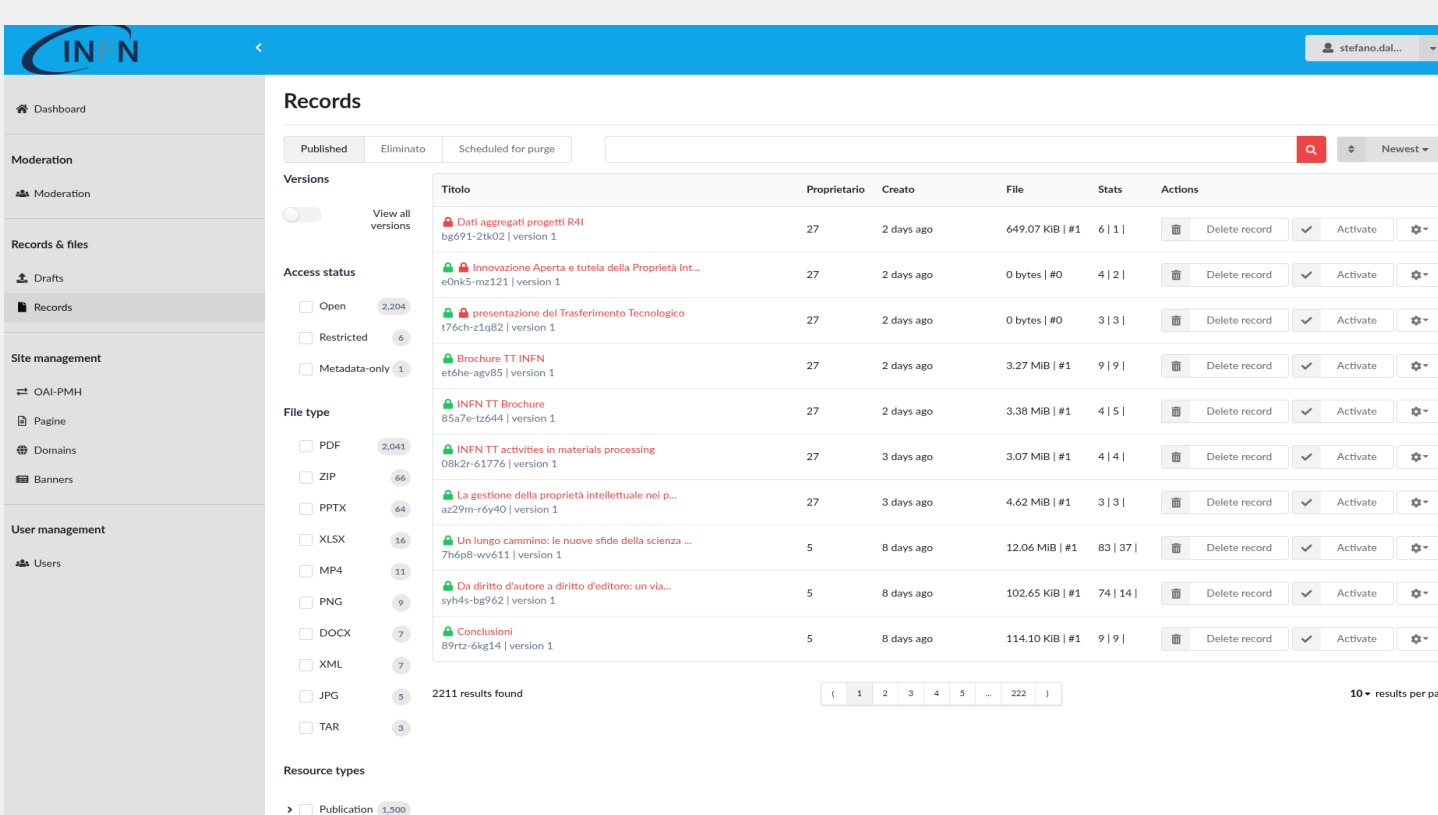 INFN
stefano.dal...
Dashboard
Moderation
Moderation
Records & files
Drafts
Records
Site management
OAI-PMH
Pagine
Domains
Banners
User management
Users
Records
Published Eliminato Scheduled for purge
Newest
Versions
View all
versions
Access status
Open 2,204
Restricted 6
Metadata-only 1
File type
PDF 2,041
ZIP 66
PPTX 64
XLSX 16
MP4 11
PNG 9
DOCX 7
XML 7
JPG 5
TAR 3
Resource types
Publication 1,500
Titolo Proprietario Creato File Stats Actions
Dati aggregati progetti R4I
bg691-2tk02 | version 1
27 2 days ago 649.07 KiB | #1 6 | 1 | Delete record Activate
Innovazione Aperta e tutela della Proprietà Int...
e0nk5-mz121 | version 1
27 2 days ago 0 bytes | #0 4 | 2 | Delete record Activate
presentazione del Trasferimento Tecnologico
t76ch-z1q82 | version 1
27 2 days ago 0 bytes | #0 3 | 3 | Delete record Activate
Brochure TT INFN
et6he-agv85 | version 1
27 2 days ago 3.27 MiB | #1 9 | 9 | Delete record Activate
INFN TT Brochure
85a7e-tz644 | version 1
27 2 days ago 3.38 MiB | #1 4 | 5 | Delete record Activate
INFN TT activities in materials processing
08k2r-61776 | version 1
27 3 days ago 3.07 MiB | #1 4 | 4 | Delete record Activate
La gestione della proprietà intellettuale nei p...
az29m-r6y40 | version 1
27 3 days ago 4.62 MiB | #1 3 | 3 | Delete record Activate
Un lungo cammino: le nuove sfide della scienza ...
7h6p8-wv611 | version 1
5 8 days ago 12.06 MiB | #1 83 | 37 | Delete record Activate
Da diritto d'autore a diritto d'editore: un via...
syh4s-bg962 | version 1
5 8 days ago 102.65 KiB | #1 74 | 14 | Delete record Activate
Conclusioni
89rtz-6kg14 | version 1
5 8 days ago 114.10 KiB | #1 9 | 9 | Delete record Activate
2211 results found
1 2 3 4 5 ... 222
10 results per pa